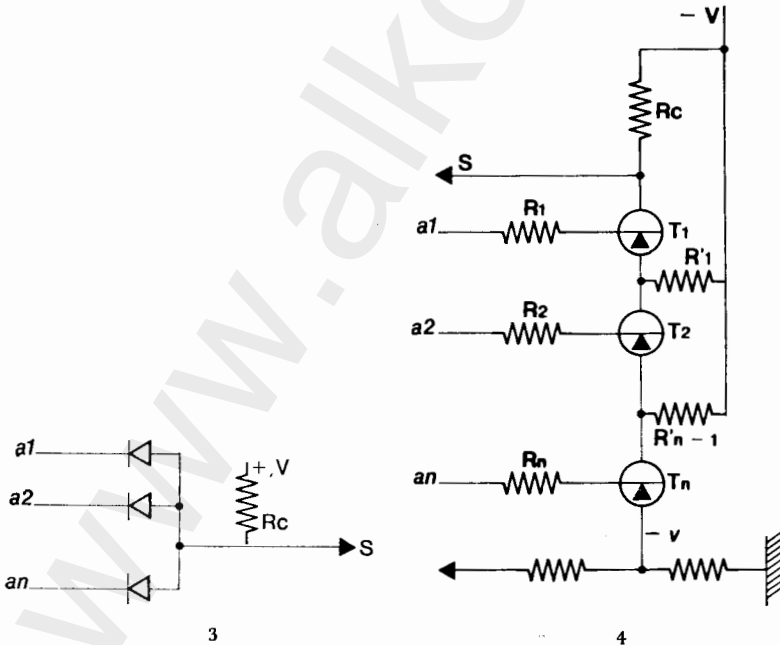 www.alko
a1
a2
an
+,V
Rc
S
3
− V
Rc
S
a1
R1
T1
R'1
a2
R2
T2
R'n − 1
an
Rn
Tn
− v
4